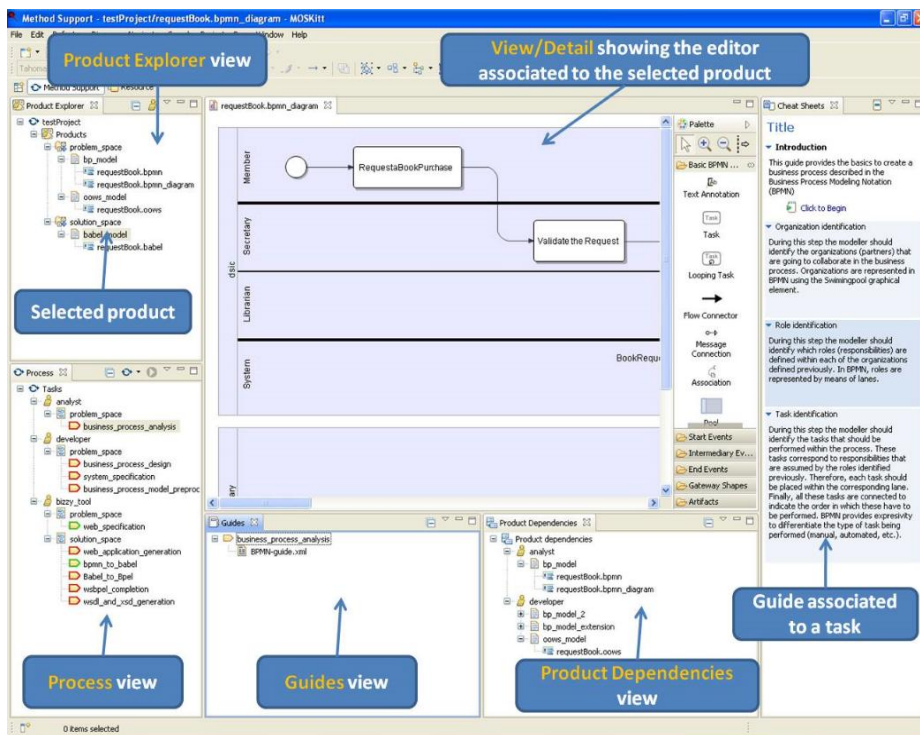 Method Support - testProject/requestBook.bpmn_diagram - MOSKitt
File Edit Window Help
Product Explorer view
View/Detail showing the editor
associated to the selected product
Tahoma
Method Support Resource
Product Explorer
testProject
Products
problem_space
bp_model
requestBook.bpmn
requestBook.bpmn_diagram
oows_model
requestBook.oows
solution_space
babel_model
requestBook.babel
Selected product
Process
Tasks
analyst
problem_space
business_process_analysis
developer
problem_space
business_process_design
system_specification
business_process_model_preproc
bizzy_tool
problem_space
web_specification
solution_space
web_application_generation
bpmn_to_babel
Babel_to_Bpel
wsbpel_completion
wsdl_and_xsd_generation
Process view
requestBook.bpmn_diagram
dsic
Member
RequestaBookPurchase
Secretary
Validate the Request
Librarian
System
BookReque
ary
Palette
Basic BPMN ...
Text Annotation
Task
Task
Task
Looping Task
Flow Connector
Message
Connection
Association
Pool
Start Events
Intermediary Ev...
End Events
Gateway Shapes
Artifacts
Guides
business_process_analysis
BPMN-guide.xml
Guides view
Product Dependencies
Product dependencies
analyst
bp_model
requestBook.bpmn
requestBook.bpmn_diagram
developer
bp_model_2
bp_model_extension
oows_model
requestBook.oows
Product Dependencies
view
Cheat Sheets
Title
Introduction
This guide provides the basics to create a
business process described in the
Business Process Modeling Notation
(BPMN)
Click to Begin
Organization identification
During this step the modeller should
identify the organizations (partners) that
are going to collaborate in the business
process. Organizations are represented in
BPMN using the Swimingpool graphical
element.
Role identification
During this step the modeller should
identify which roles (responsibilities) are
defined within each of the organizations
defined previously. In BPMN, roles are
represented by means of lanes.
Task identification
During this step the modeller should
identify the tasks that should be
performed within the process. These
tasks correspond to responsibilities that
are assumed by the roles identified
previously. Therefore, each task should
be placed within the corresponding lane.
Finally, all these tasks are connected to
indicate the order in which these have to
be performed. BPMN provides expresivity
to differentiate the type of task being
performed (manual, automated, etc.).
Guide associated
to a task
0 items selected